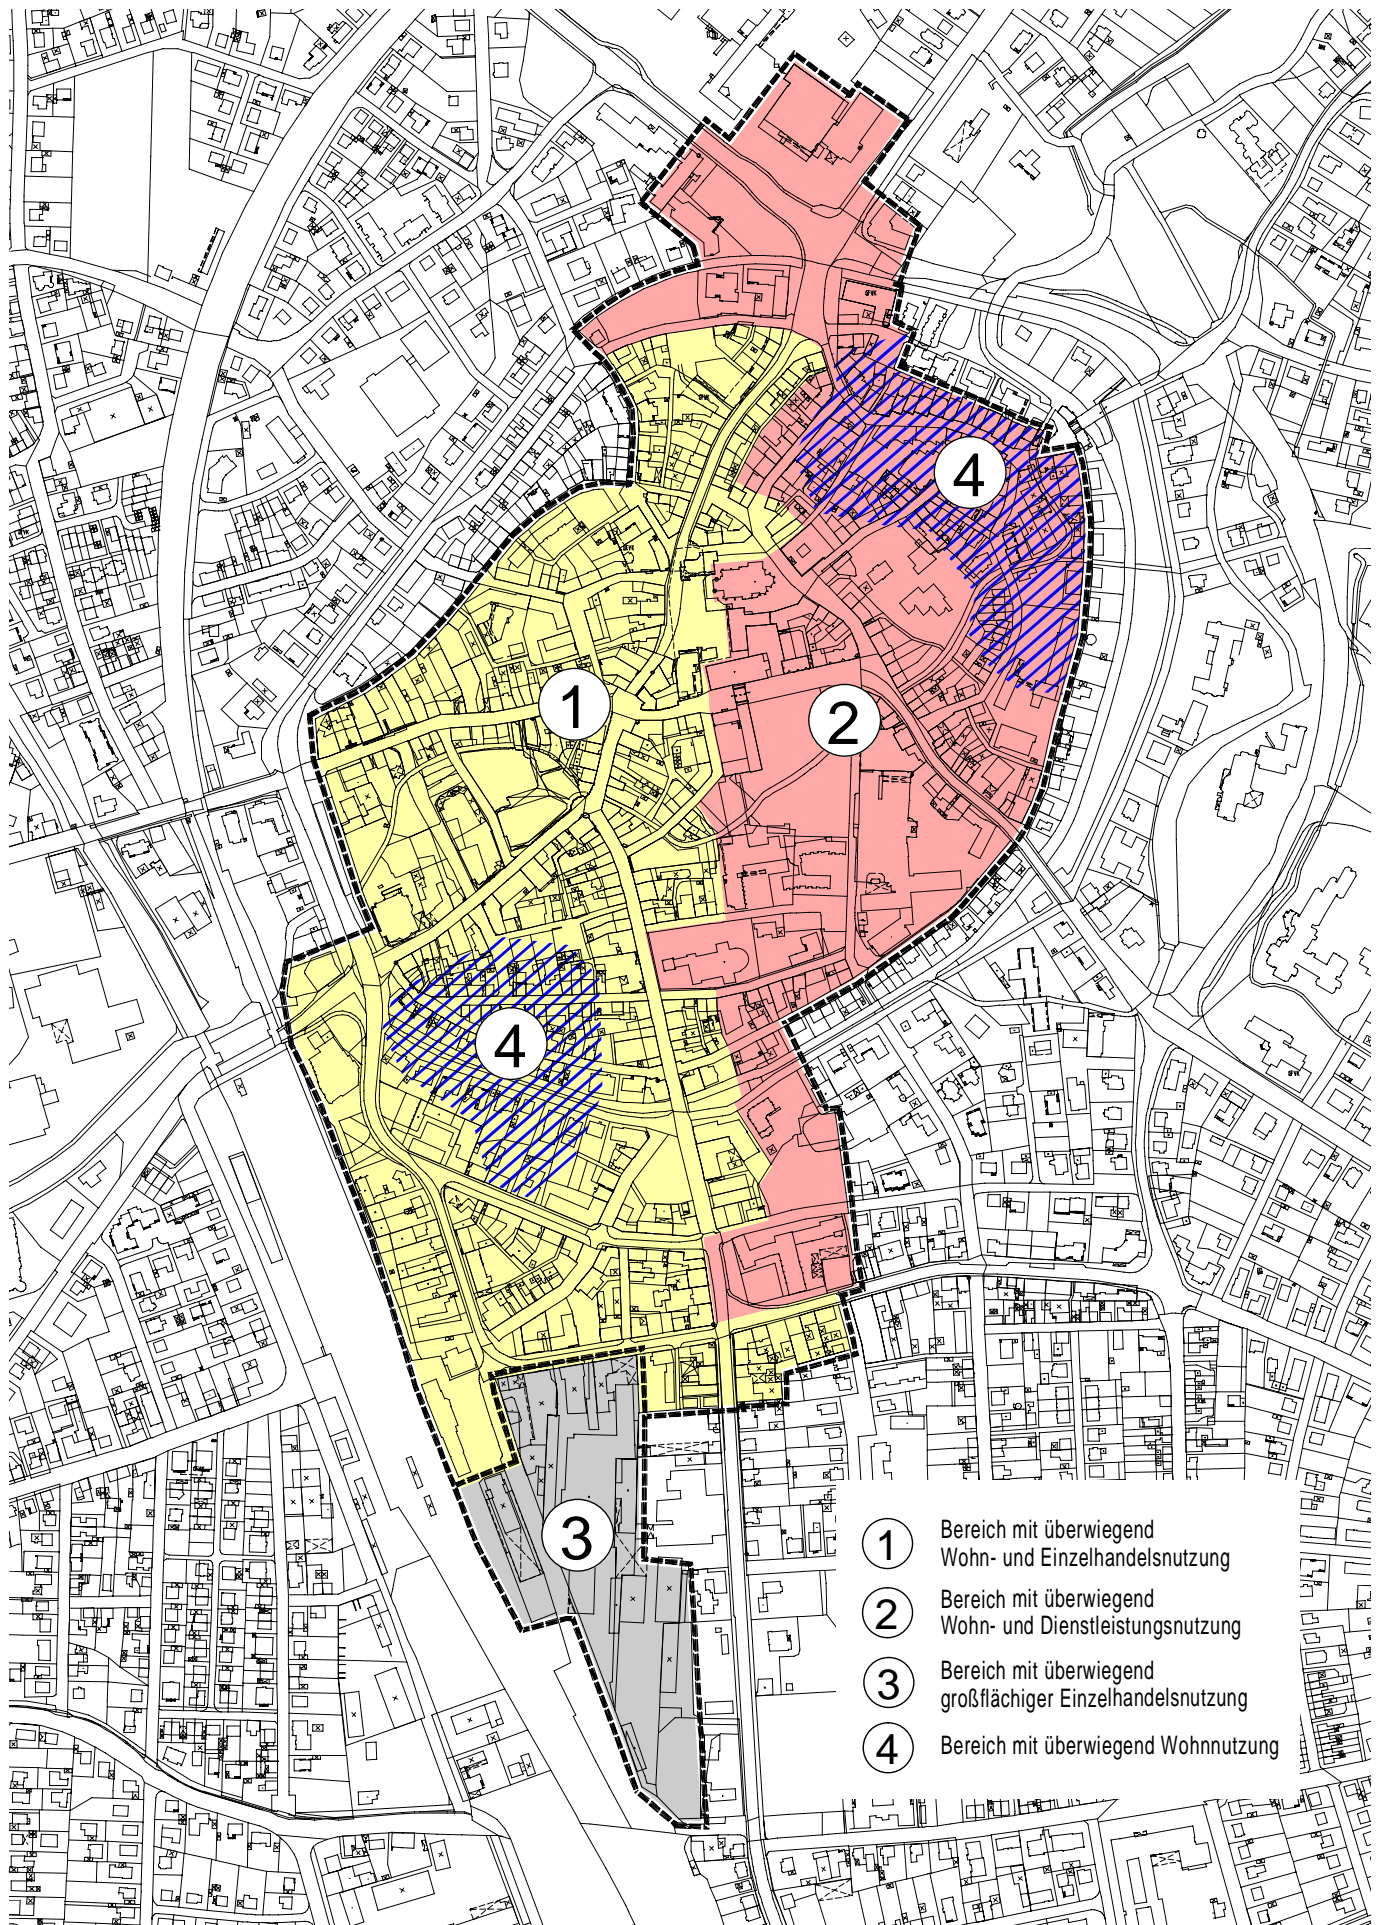 4
1
2
4
3
1
Bereich mit überwiegend
Wohn- und Einzelhandelsnutzung
2
Bereich mit überwiegend
Wohn- und Dienstleistungsnutzung
3
Bereich mit überwiegend
großflächiger Einzelhandelsnutzung
4
Bereich mit überwiegend Wohnnutzung